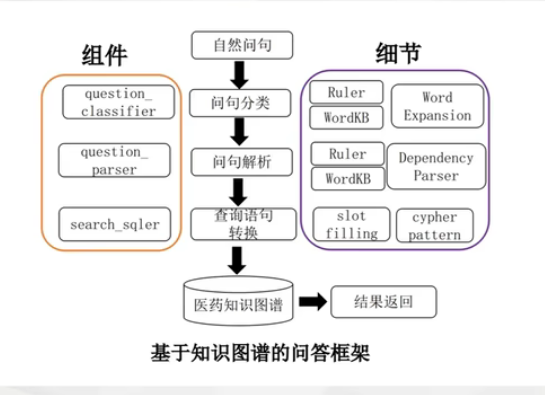 组件
自然问句
细节
question_
classifier
问句分类
Ruler
WordKB
Word
Expansion
question_
parser
问句解析
Ruler
WordKB
Dependency
Parser
search_sqler
查询语句
转换
slot
filling
cypher
pattern
医药知识图谱
结果返回
基于知识图谱的问答框架